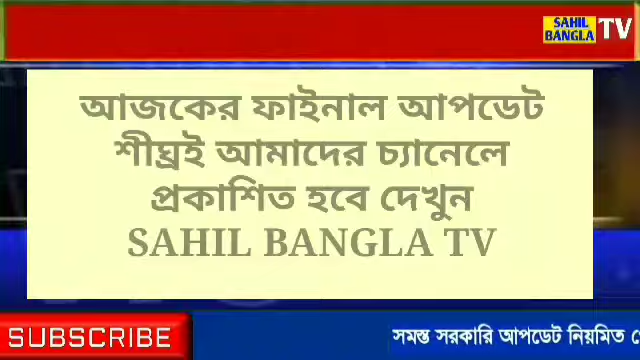 SAHIL
BANGLA TV
আজকের ফাইনাল আপডেট
শীঘ্রই আমাদের চ্যানেলে
প্রকাশিত হবে দেখুন
SAHIL BANGLA TV
SUBSCRIBE
সমস্ত সরকারি আপডেট নিয়মিত